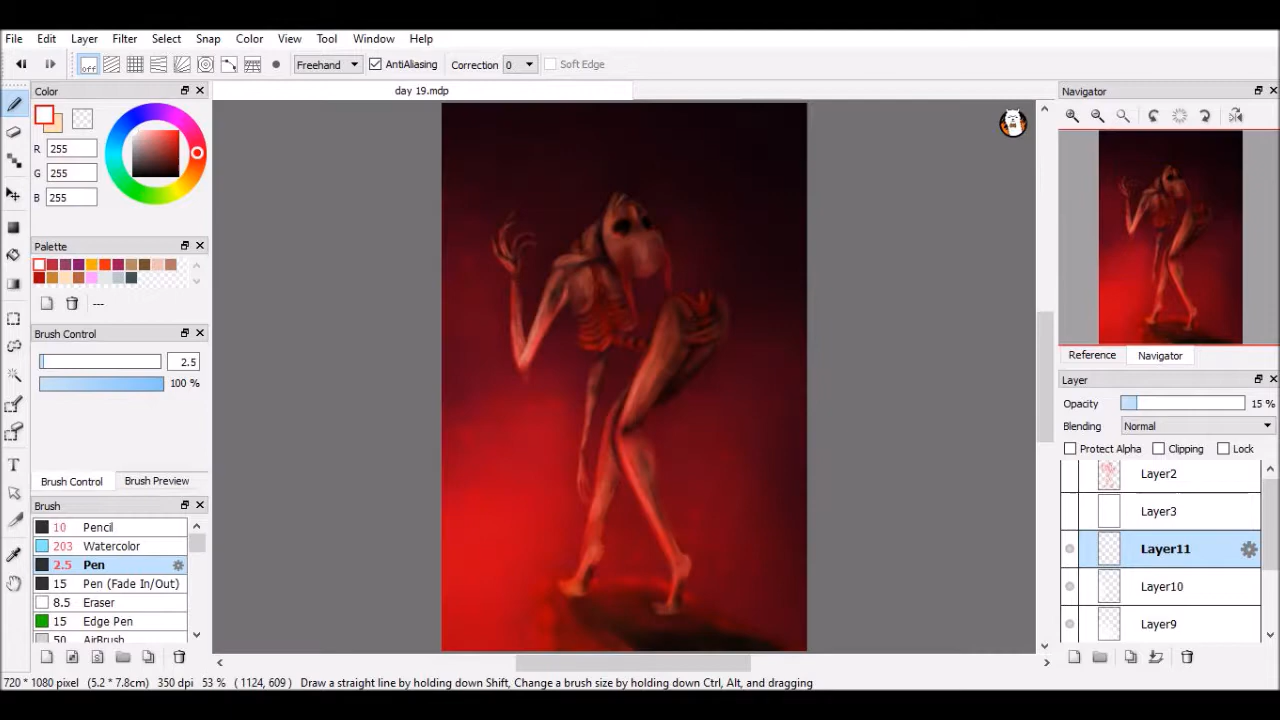 File Edit Layer Filter Select Snap Color View Tool Window Help
off Freehand AntiAliasing Correction 0 Soft Edge
Color
day 19.mdp
Navigator
R 255
G 255
B 255
Palette
---
Brush Control
2.5
100 %
Reference Navigator
Layer
Opacity 15 %
Blending Normal
Protect Alpha Clipping Lock
Layer2
Layer3
Layer11
Layer10
Layer9
Brush Control Brush Preview
Brush
10 Pencil
203 Watercolor
2.5 Pen
15 Pen (Fade In/Out)
8.5 Eraser
15 Edge Pen
50 AirBrush
720 * 1080 pixel (5.2 * 7.8cm) 350 dpi 53 % ( 1124, 609 ) Draw a straight line by holding down Shift, Change a brush size by holding down Ctrl, Alt, and dragging